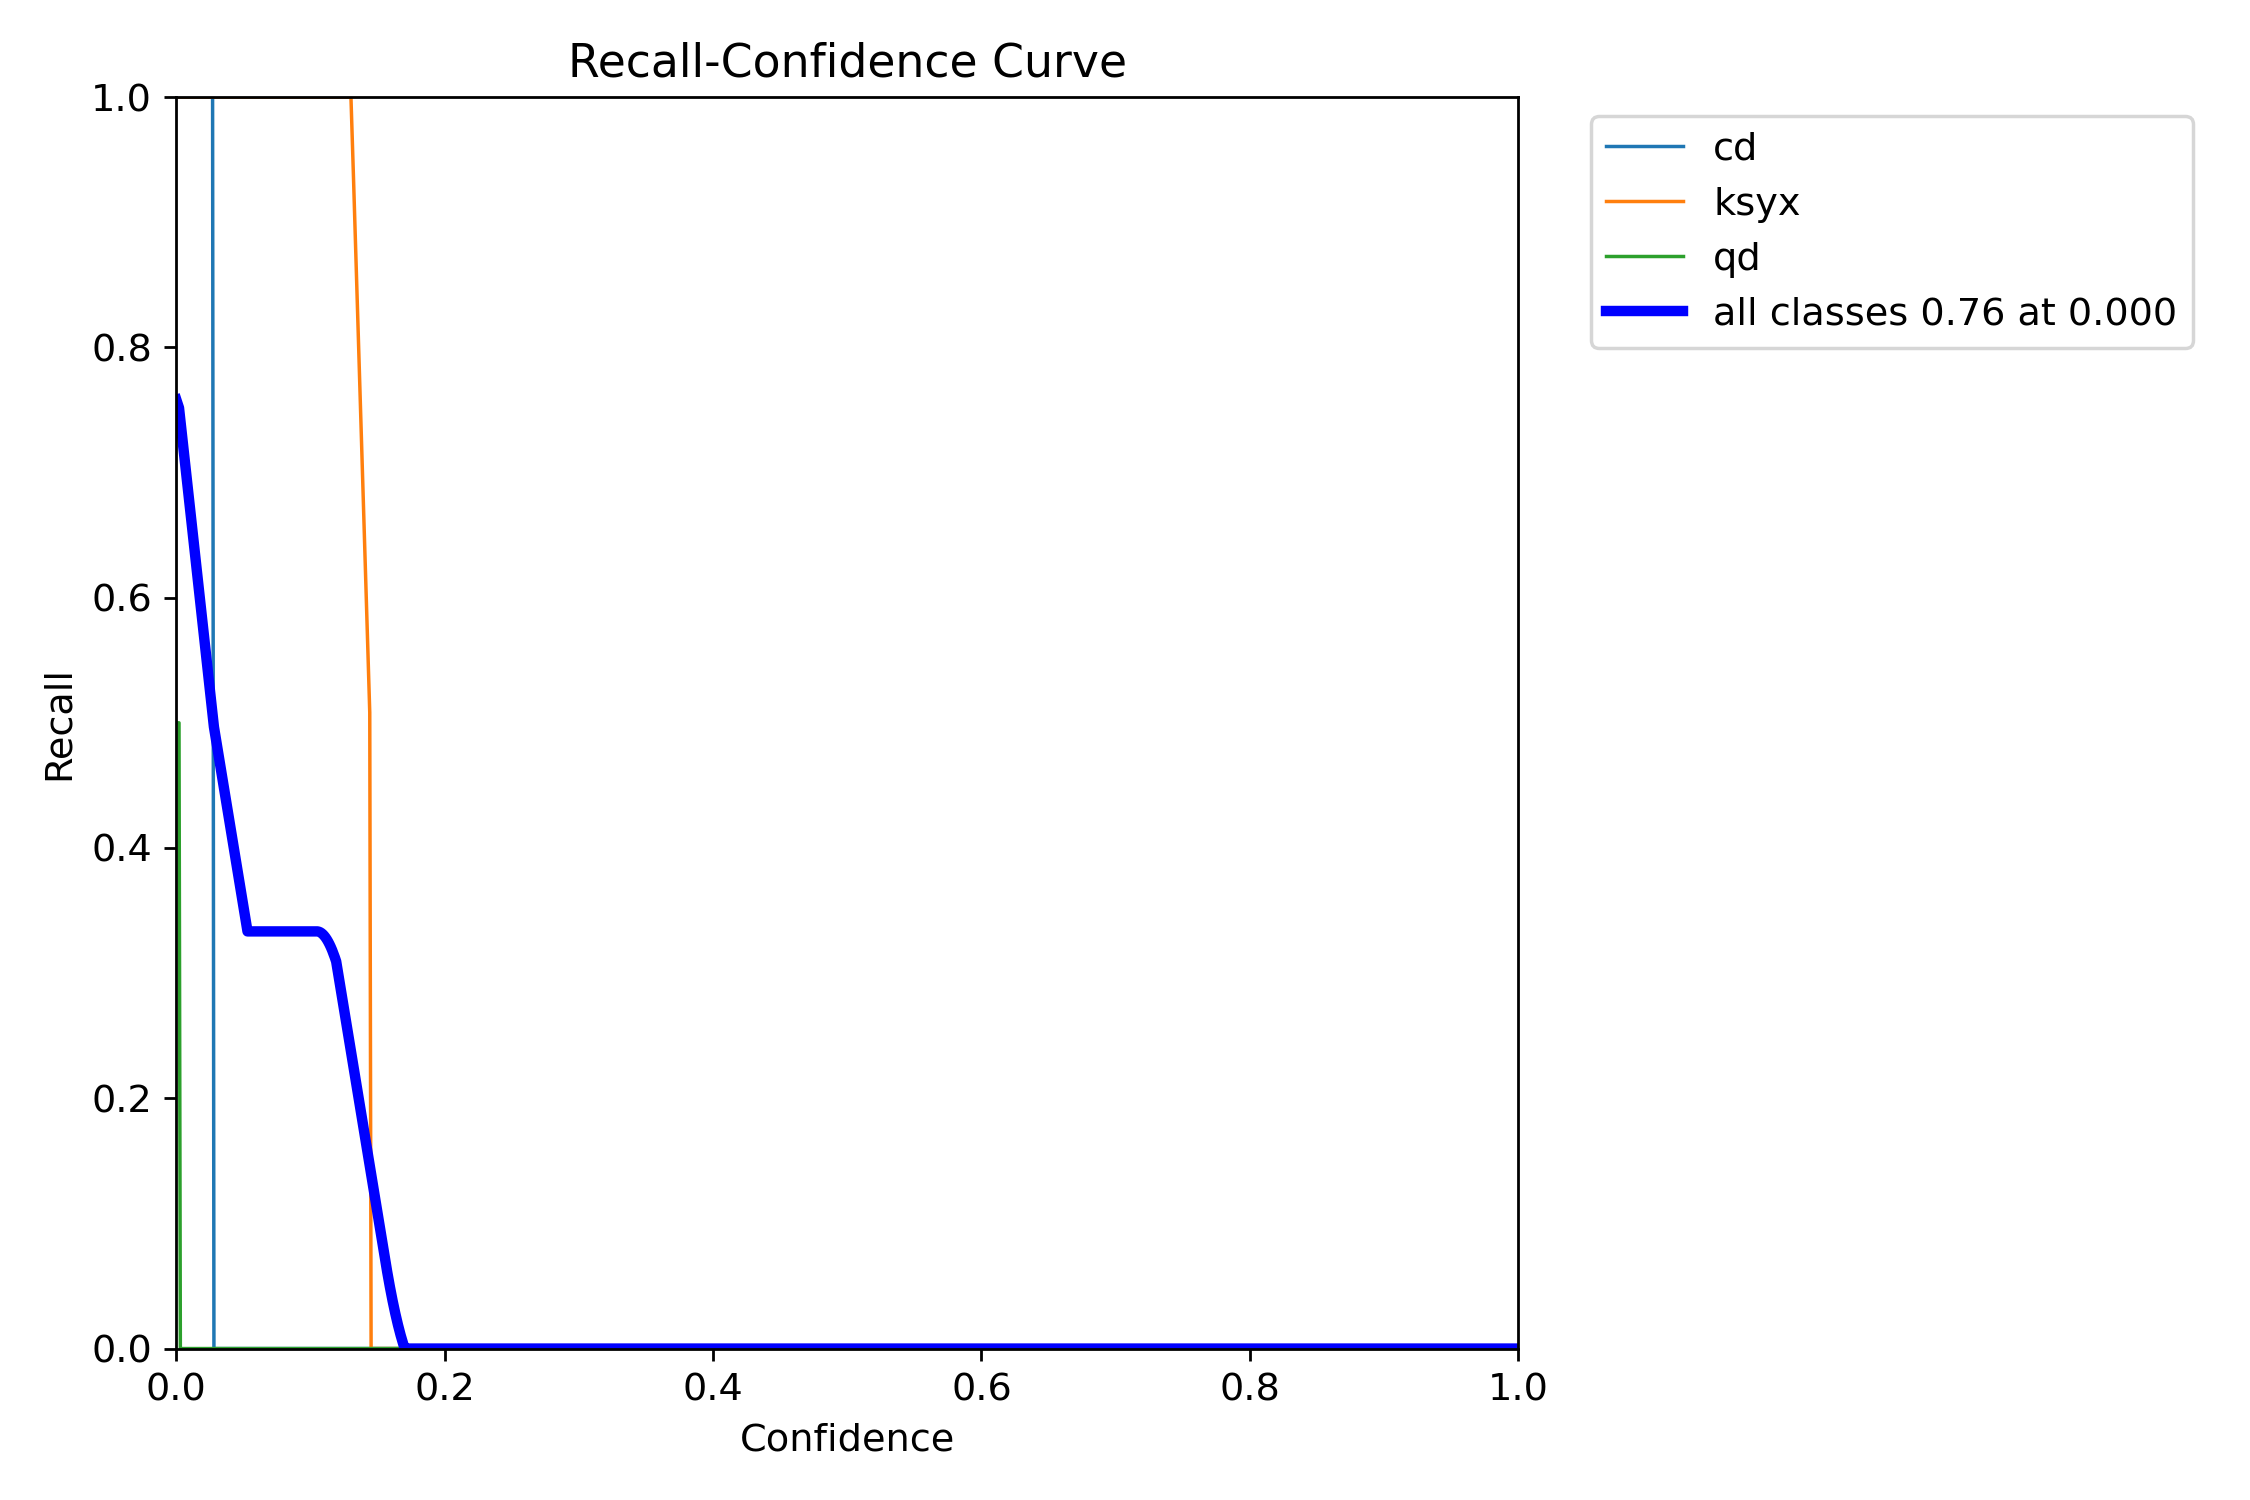 Recall-Confidence Curve
1.0
0.8
0.6
0.4
0.2
0.0
Recall
0.0 0.2 0.4 0.6 0.8 1.0
Confidence
cd
ksyx
qd
all classes 0.76 at 0.000